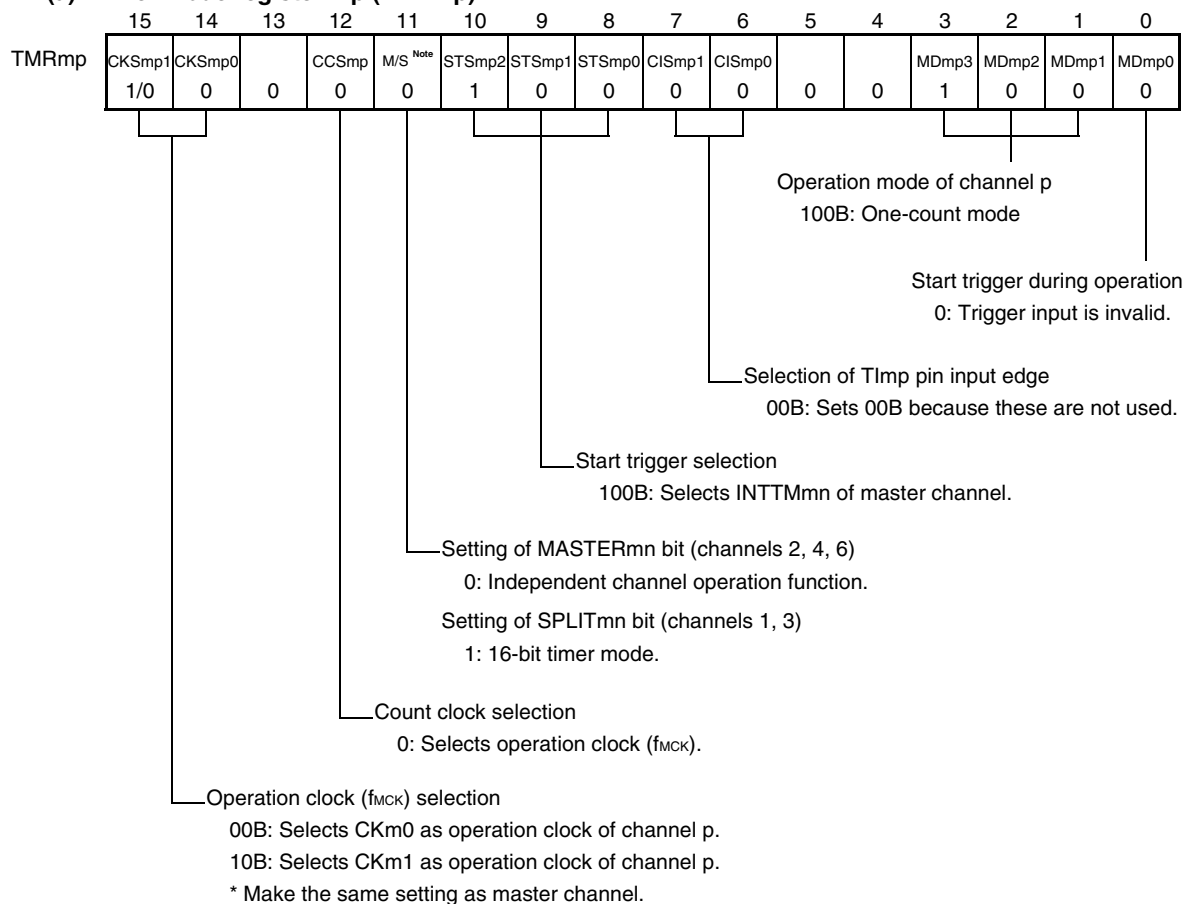 15 14 13 12 11 10 9 8 7 6 5 4 3 2 1 0
TMRmp CKSmp1 CKSmp0 CCSmp M/S Note STSmp2 STSmp1 STSmp0 CISmp1 CISmp0 MDmp3 MDmp2 MDmp1 MDmp0
1/0 0 0 0 0 1 0 0 0 0 0 0 1 0 0 0
Operation mode of channel p
100B: One-count mode
Start trigger during operation
0: Trigger input is invalid.
Selection of TImp pin input edge
00B: Sets 00B because these are not used.
Start trigger selection
100B: Selects INTTMmn of master channel.
Setting of MASTERmn bit (channels 2, 4, 6)
0: Independent channel operation function.
Setting of SPLITmn bit (channels 1, 3)
1: 16-bit timer mode.
Count clock selection
0: Selects operation clock (fMCK).
Operation clock (fMCK) selection
00B: Selects CKm0 as operation clock of channel p.
10B: Selects CKm1 as operation clock of channel p.
* Make the same setting as master channel.